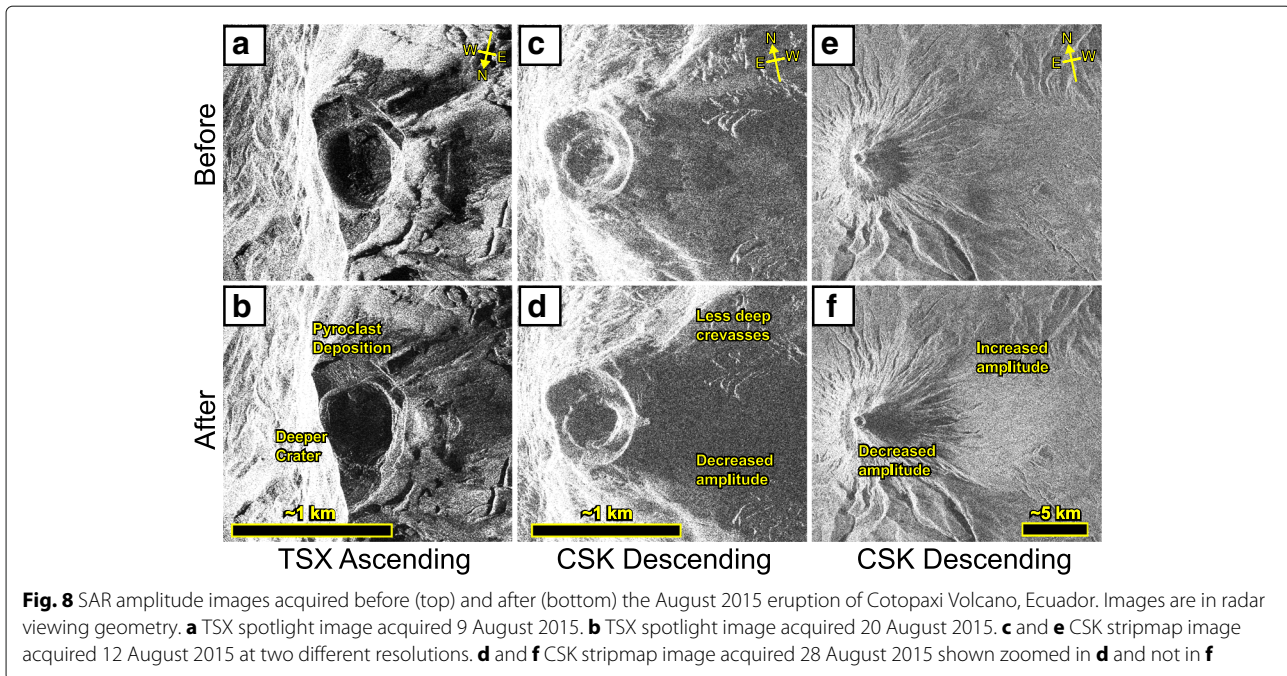 a
W E
N
c
N
E W
e
N
E W
Before
b
Pyroclast
Deposition
Deeper
Crater
~1 km
d
Less deep
crevasses
Decreased
amplitude
~1 km
f
Increased
amplitude
Decreased
amplitude
~5 km
After
TSX Ascending
CSK Descending
CSK Descending
Fig. 8 SAR amplitude images acquired before (top) and after (bottom) the August 2015 eruption of Cotopaxi Volcano, Ecuador. Images are in radar
viewing geometry. a TSX spotlight image acquired 9 August 2015. b TSX spotlight image acquired 20 August 2015. c and e CSK stripmap image
acquired 12 August 2015 at two different resolutions. d and f CSK stripmap image acquired 28 August 2015 shown zoomed in d and not in f